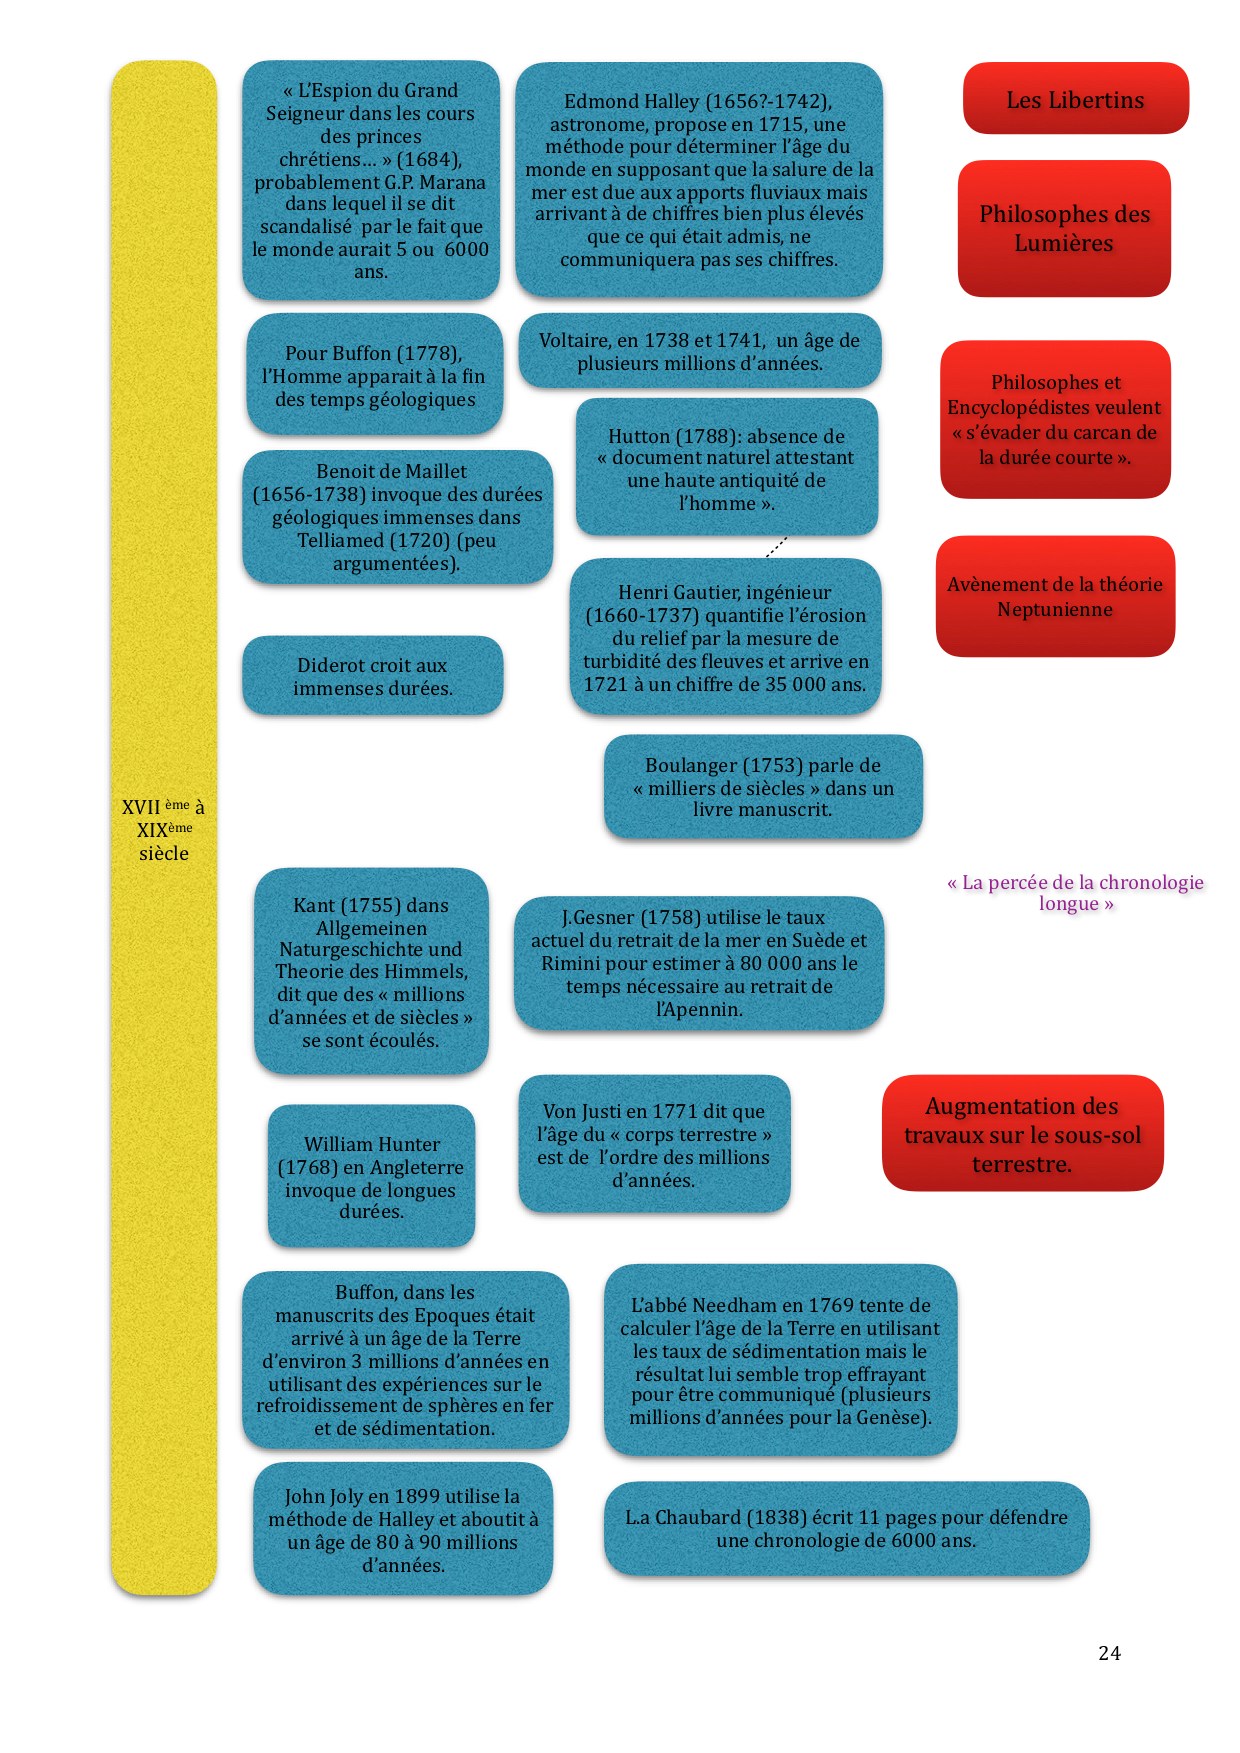 « L’Espion du Grand
Seigneur dans les cours
des princes
chrétiens… » (1684),
probablement G.P. Marana
dans lequel il se dit
scandalisé par le fait que
le monde aurait 5 ou 6000
ans.
Edmond Halley (1656?-1742),
astronome, propose en 1715, une
méthode pour déterminer l’âge du
monde en supposant que la salure de la
mer est due aux apports fluviaux mais
arrivant à de chiffres bien plus élevés
que ce qui était admis, ne
communiquera pas ses chiffres.
Les Libertins
Philosophes des
Lumières
Pour Buffon (1778),
l’Homme apparait à la fin
des temps géologiques
Voltaire, en 1738 et 1741, un âge de
plusieurs millions d’années.
Philosophes et
Encyclopédistes veulent
« s’évader du carcan de
la durée courte ».
Hutton (1788): absence de
« document naturel attestant
une haute antiquité de
l’homme ».
Benoit de Maillet
(1656-1738) invoque des durées
géologiques immenses dans
Telliamed (1720) (peu
argumentées).
Henri Gautier, ingénieur
(1660-1737) quantifie l’érosion
du relief par la mesure de
turbidité des fleuves et arrive en
1721 à un chiffre de 35 000 ans.
Avènement de la théorie
Neptunienne
Diderot croit aux
immenses durées.
Boulanger (1753) parle de
« milliers de siècles » dans un
livre manuscrit.
XVII ème à
XIXème
siècle
Kant (1755) dans
Allgemeinen
Naturgeschichte und
Theorie des Himmels,
dit que des « millions
d’années et de siècles »
se sont écoulés.
J.Gesner (1758) utilise le taux
actuel du retrait de la mer en Suède et
Rimini pour estimer à 80 000 ans le
temps nécessaire au retrait de
l’Apennin.
« La percée de la chronologie
longue »
William Hunter
(1768) en Angleterre
invoque de longues
durées.
Von Justi en 1771 dit que
l’âge du « corps terrestre »
est de l’ordre des millions
d’années.
Augmentation des
travaux sur le sous-sol
terrestre.
Buffon, dans les
manuscrits des Epoques était
arrivé à un âge de la Terre
d’environ 3 millions d’années en
utilisant des expériences sur le
refroidissement de sphères en fer
et de sédimentation.
L’abbé Needham en 1769 tente de
calculer l’âge de la Terre en utilisant
les taux de sédimentation mais le
résultat lui semble trop effrayant
pour être communiqué (plusieurs
millions d’années pour la Genèse).
John Joly en 1899 utilise la
méthode de Halley et aboutit à
un âge de 80 à 90 millions
d’années.
L.a Chaubard (1838) écrit 11 pages pour défendre
une chronologie de 6000 ans.
24